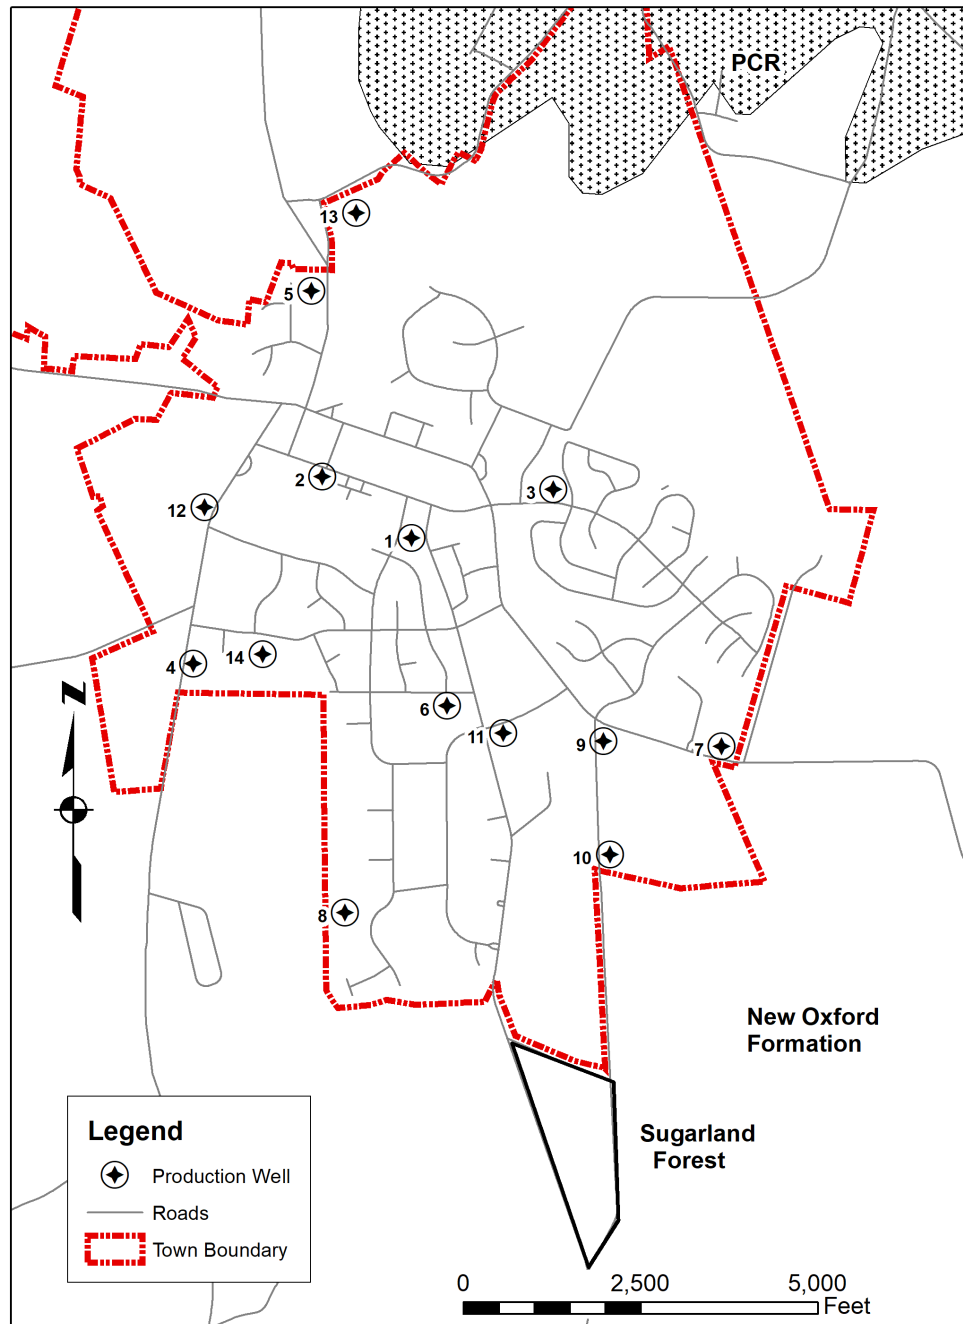 PCR
13
5
2
3
12
1
14
4
6
11
9
7
10
8
Z
New Oxford
Formation
Sugarland
Forest
Legend
Production Well
Roads
Town Boundary
0 2,500 5,000
Feet